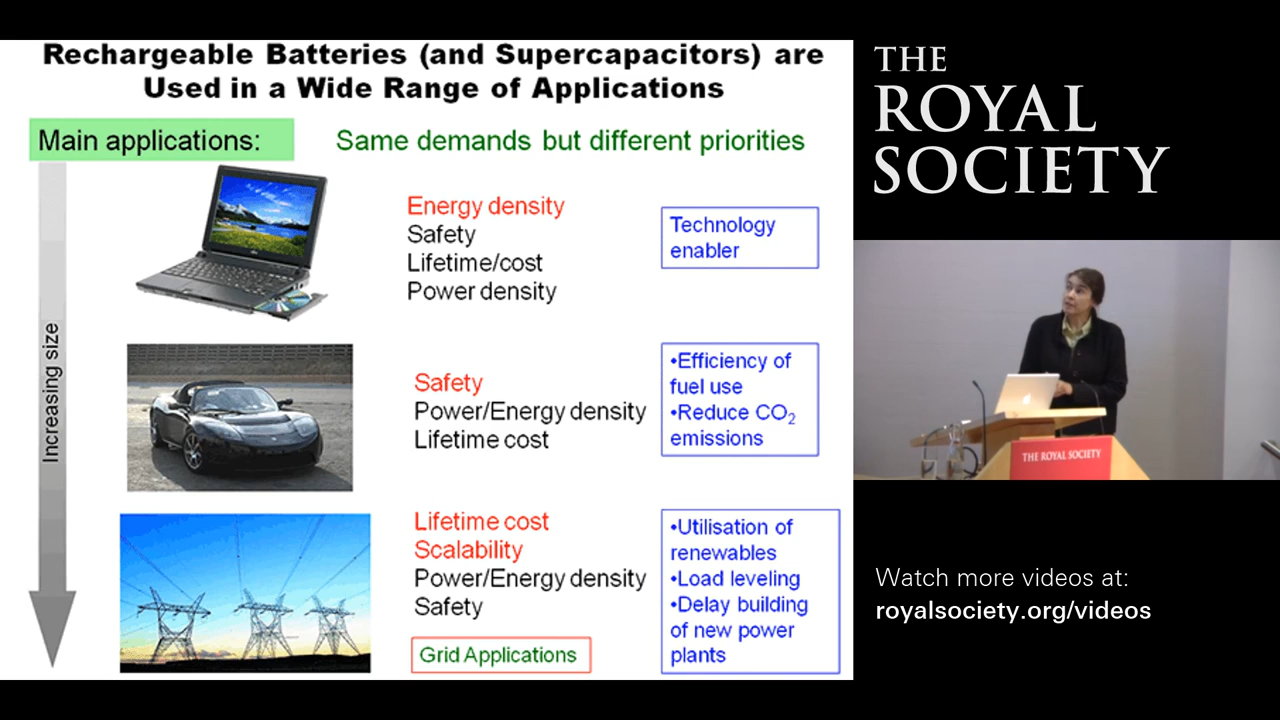 Rechargeable Batteries (and Supercapacitors) are
Used in a Wide Range of Applications
Main applications:
Same demands but different priorities
Increasing size
Energy density
Safety
Lifetime/cost
Power density
Technology
enabler
Safety
Power/Energy density
Lifetime cost
•Efficiency of
fuel use
•Reduce CO2
emissions
Lifetime cost
Scalability
Power/Energy density
Safety
Grid Applications
•Utilisation of
renewables
•Load leveling
•Delay building
of new power
plants
THE
ROYAL
SOCIETY
THE ROYAL SOCIETY
Watch more videos at:
royalsociety.org/videos